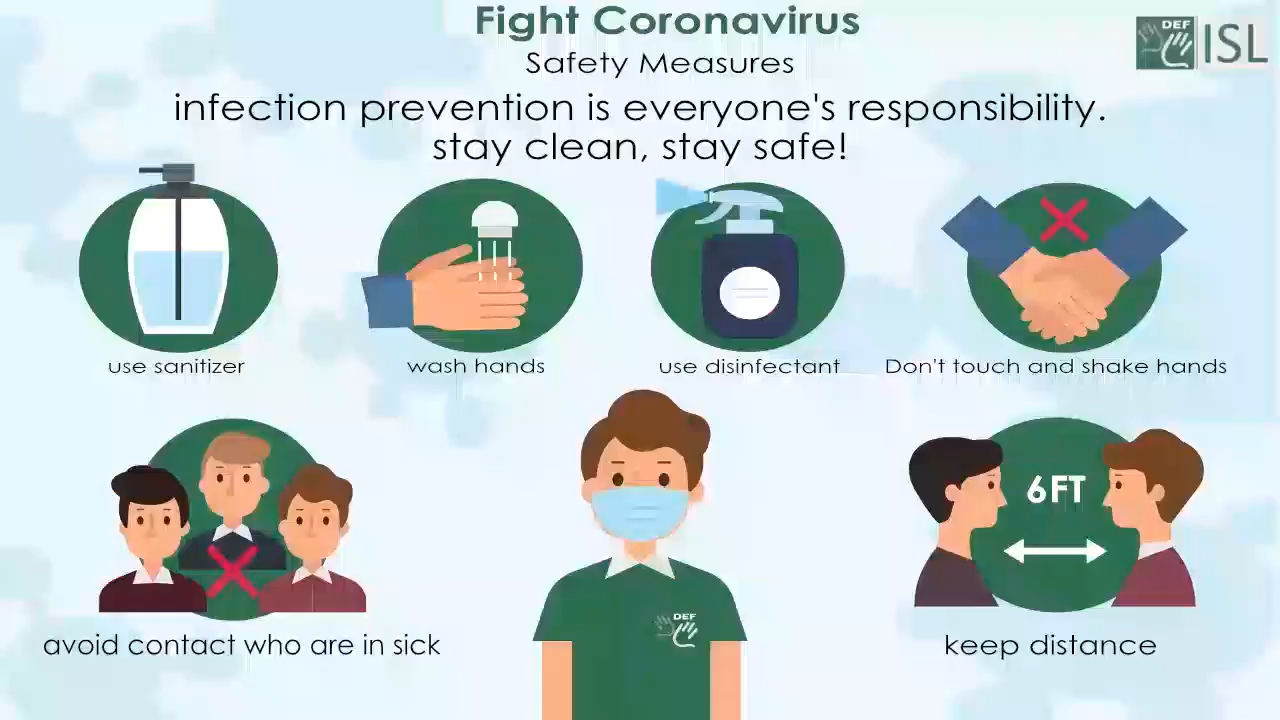 Fight Coronavirus
Safety Measures
infection prevention is everyone's responsibility.
stay clean, stay safe!
DEF
ISL
use sanitizer
wash hands
use disinfectant
Don't touch and shake hands
6FT
DEF
avoid contact who are in sick
keep distance